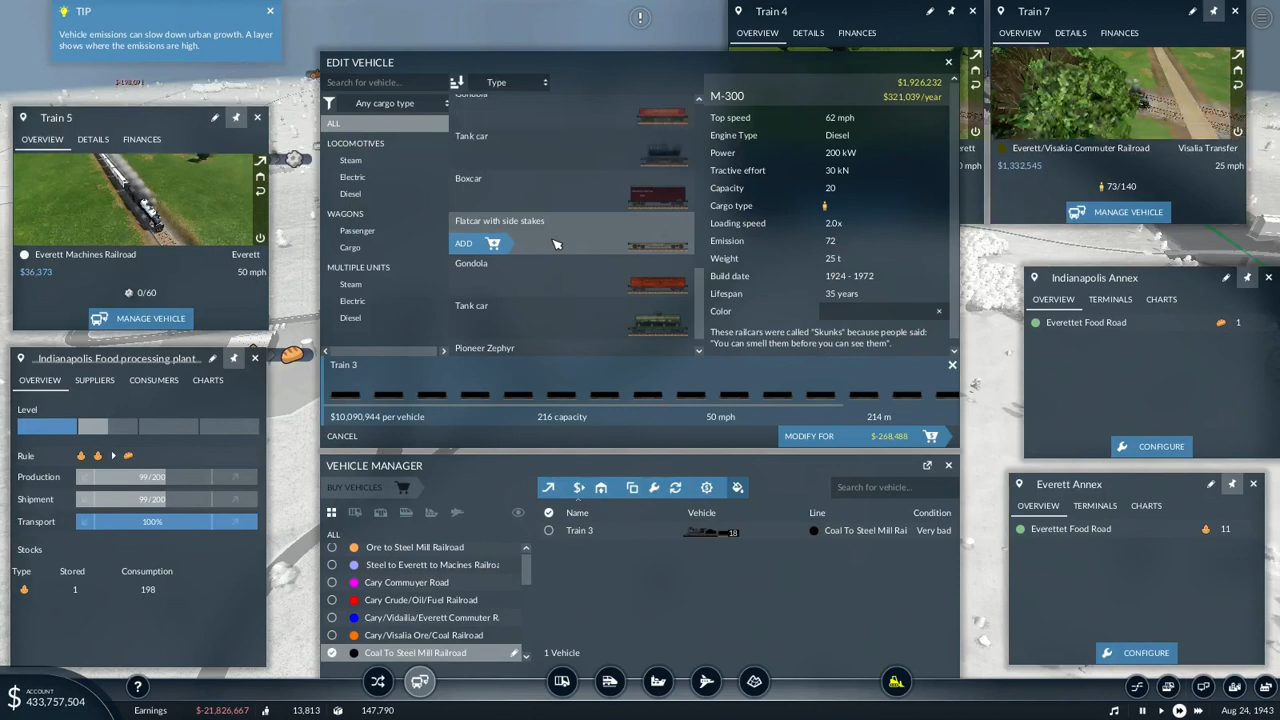 TIP
Vehicle emissions can slow down urban growth. A layer
shows where the emissions are high.
Train 5
OVERVIEW DETAILS FINANCES
Everett Machines Railroad Everett
$36,373 50 mph
0/60
MANAGE VEHICLE
...Indianapolis Food processing plant...
OVERVIEW SUPPLIERS CONSUMERS CHARTS
Level
Rule
Production 99/200
Shipment 99/200
Transport 100%
Stocks
Type Stored Consumption
1 198
EDIT VEHICLE
Search for vehicle... Type
Any cargo type
ALL
LOCOMOTIVES
Steam
Electric
Diesel
WAGONS
Passenger
Cargo
MULTIPLE UNITS
Steam
Electric
Diesel
Gondola
Tank car
Boxcar
Flatcar with side stakes
ADD
Gondola
Tank car
Pioneer Zephyr
$1,926,232
M-300 $321,039/year
Top speed 62 mph
Engine Type Diesel
Power 200 kW
Tractive effort 30 kN
Capacity 20
Cargo type
Loading speed 2.0x
Emission 72
Weight 25 t
Build date 1924 - 1972
Lifespan 35 years
Color
These railcars were called "Skunks" because people said:
"You can smell them before you can see them".
Train 3
$10,090,944 per vehicle 216 capacity 50 mph 214 m
CANCEL MODIFY FOR $-268,488
VEHICLE MANAGER
BUY VEHICLES Search for vehicle...
Name Vehicle Line Condition
ALL
Train 3 18 Coal To Steel Mill Rai Very bad
Ore to Steel Mill Railroad
Steel to Everett to Macines Railroa
Cary Commuyer Road
Cary Crude/Oil/Fuel Railroad
Cary/Vidailia/Everett Commuter R
Cary/Visalia Ore/Coal Railroad
Coal To Steel Mill Railroad
1 Vehicle
Train 4
OVERVIEW DETAILS FINANCES
Train 7
OVERVIEW DETAILS FINANCES
everett
mph
Everett/Visakia Commuter Railroad Visalia Transfer
$1,332,545 25 mph
73/140
MANAGE VEHICLE
Indianapolis Annex
OVERVIEW TERMINALS CHARTS
Everettet Food Road 1
CONFIGURE
Everett Annex
OVERVIEW TERMINALS CHARTS
Everettet Food Road 11
CONFIGURE
$ ACCOUNT
433,757,504
?
Earnings $-21,826,667 13,813 147,790
Aug 24, 1943